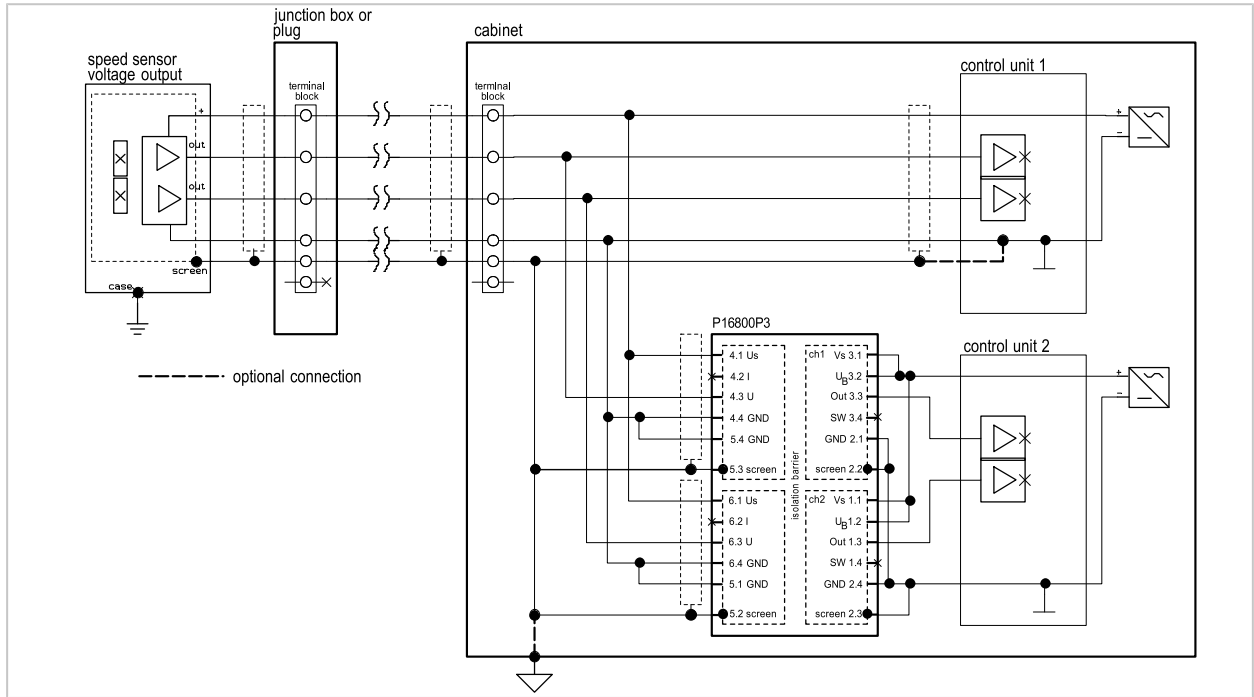 junction box or
plug
cabinet
speed sensor
voltage output
control unit 1
terminal
block
terminal
block
+
out
out
screen
case
+
−
optional connection
P16800P3
control unit 2
4.1 Us
4.2 I
4.3 U
4.4 GND
5.4 GND
5.3 screen
6.1 Us
6.2 I
6.3 U
6.4 GND
5.1 GND
5.2 screen
isolation barrier
ch1 Vs 3.1
UB3.2
Out 3.3
SW 3.4
GND 2.1
screen 2.2
ch2 Vs 1.1
UB1.2
Out 1.3
SW 1.4
GND 2.4
screen 2.3
+
−